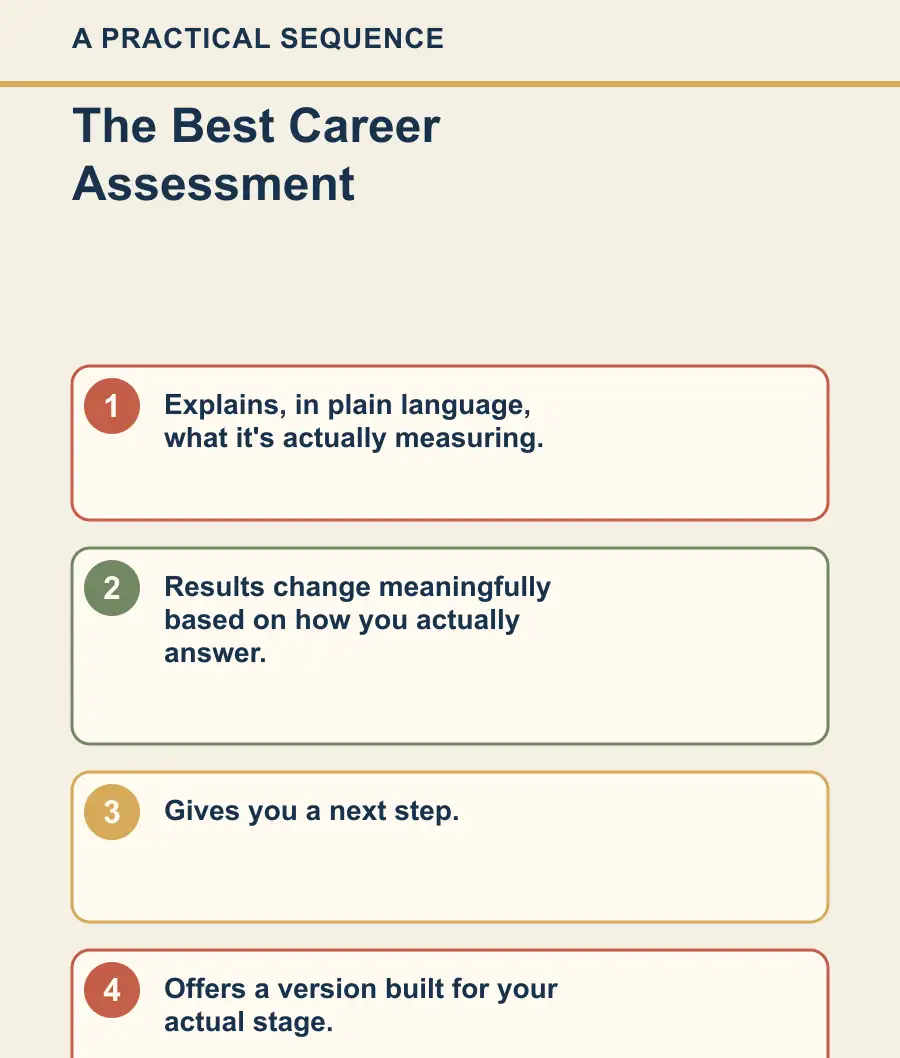 A PRACTICAL SEQUENCE
The Best Career
Assessment
1
Explains, in plain language,
what it's actually measuring.
2
Results change meaningfully
based on how you actually
answer.
3
Gives you a next step.
4
Offers a version built for your
actual stage.